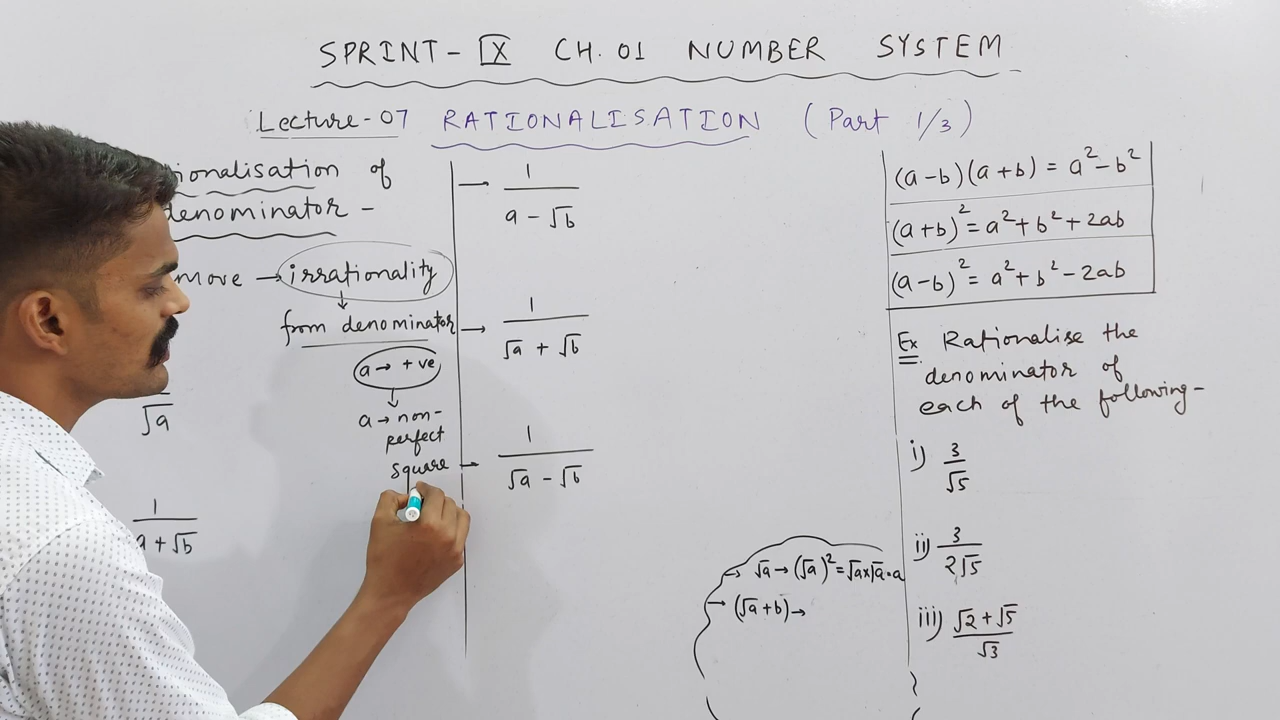 SPRINT-IX CH. 01 NUMBER SYSTEM
Lecture-07 RATIONALISATION (Part 1/3)
ionalisation of
denominator -
move → irrationality
↓
from denominator
a → +ve
↓
a → non-
perfect
square
1/√a
1/(a + √b)
→ 1/(a - √b)
→ 1/(√a + √b)
→ 1/(√a - √b)
(a-b)(a+b) = a²-b²
(a+b)² = a²+b²+2ab
(a-b)² = a²+b²-2ab
Ex. Rationalise the
denominator of
each of the following-
i) 3/√5
ii) 3/2√5
iii) (√2+√5)/√3
→ √a → (√a)² = √a×√a = a
→ (√a+b) →